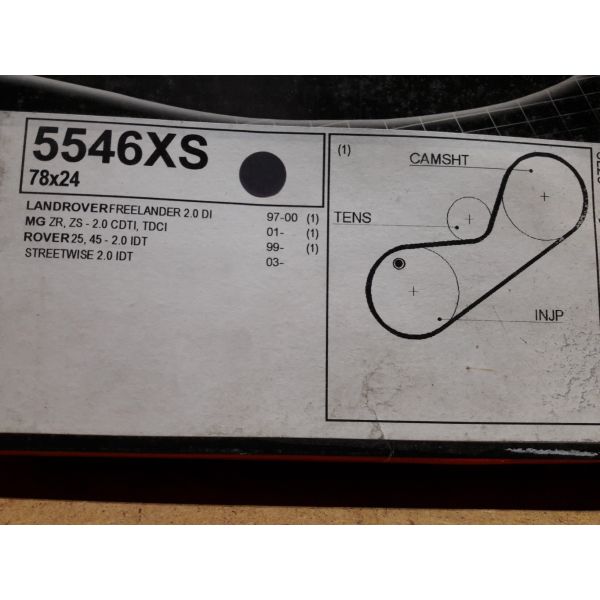 5546XS
78x24
LANDROVER FREELANDER 2.0 DI 97-00 (1)
MG ZR, ZS - 2.0 CDTI, TDCI 01- (1)
ROVER 25, 45 - 2.0 IDT 99- (1)
STREETWISE 2.0 IDT 03-
(1)
CAMSHT
TENS
INJP